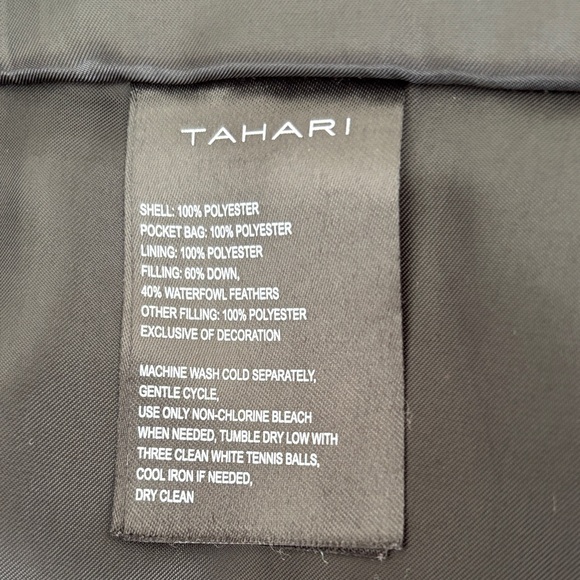 TAHARI
SHELL: 100% POLYESTER
POCKET BAG: 100% POLYESTER
LINING: 100% POLYESTER
FILLING: 60% DOWN,
40% WATERFOWL FEATHERS
OTHER FILLING: 100% POLYESTER
EXCLUSIVE OF DECORATION
MACHINE WASH COLD SEPARATELY,
GENTLE CYCLE,
USE ONLY NON-CHLORINE BLEACH
WHEN NEEDED, TUMBLE DRY LOW WITH
THREE CLEAN WHITE TENNIS BALLS,
COOL IRON IF NEEDED,
DRY CLEAN